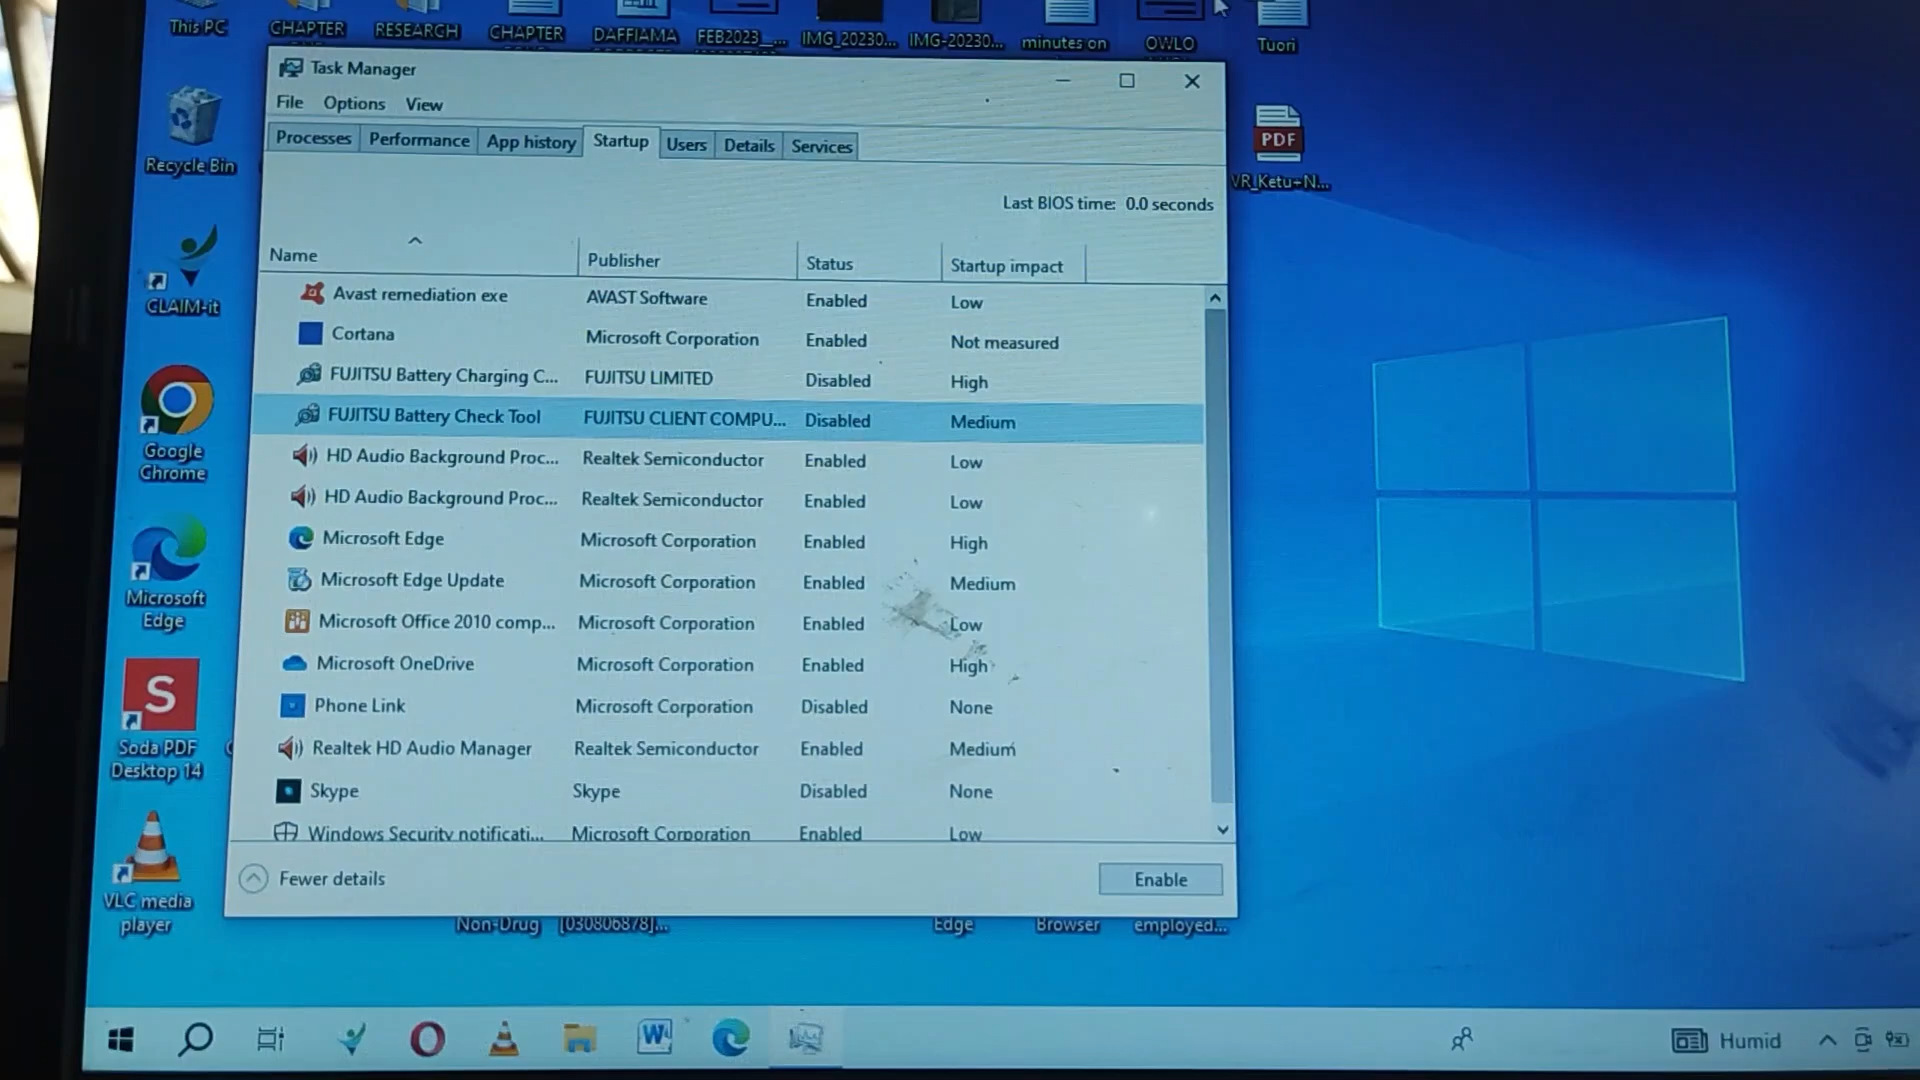 This PC
CHAPTER
RESEARCH
CHAPTER
DAFFIAMA
FEB2023__...
IMG_20230...
IMG-20230...
minutes on
OWLO
Tuori
Task Manager
File Options View
Processes Performance App history Startup Users Details Services
Last BIOS time: 0.0 seconds
Name Publisher Status Startup impact
Avast remediation exe AVAST Software Enabled Low
Cortana Microsoft Corporation Enabled Not measured
FUJITSU Battery Charging C... FUJITSU LIMITED Disabled High
FUJITSU Battery Check Tool FUJITSU CLIENT COMPU... Disabled Medium
HD Audio Background Proc... Realtek Semiconductor Enabled Low
HD Audio Background Proc... Realtek Semiconductor Enabled Low
Microsoft Edge Microsoft Corporation Enabled High
Microsoft Edge Update Microsoft Corporation Enabled Medium
Microsoft Office 2010 comp... Microsoft Corporation Enabled Low
Microsoft OneDrive Microsoft Corporation Enabled High
Phone Link Microsoft Corporation Disabled None
Realtek HD Audio Manager Realtek Semiconductor Enabled Medium
Skype Skype Disabled None
Windows Security notificati... Microsoft Corporation Enabled Low
Fewer details
Enable
Recycle Bin
CLAIM-it
Google
Chrome
Microsoft
Edge
S
Soda PDF
Desktop 14
VLC media
player
PDF
VR_Ketu+N...
Non-Drug
[030806878]...
Edge
Browser
employed...
W
Humid